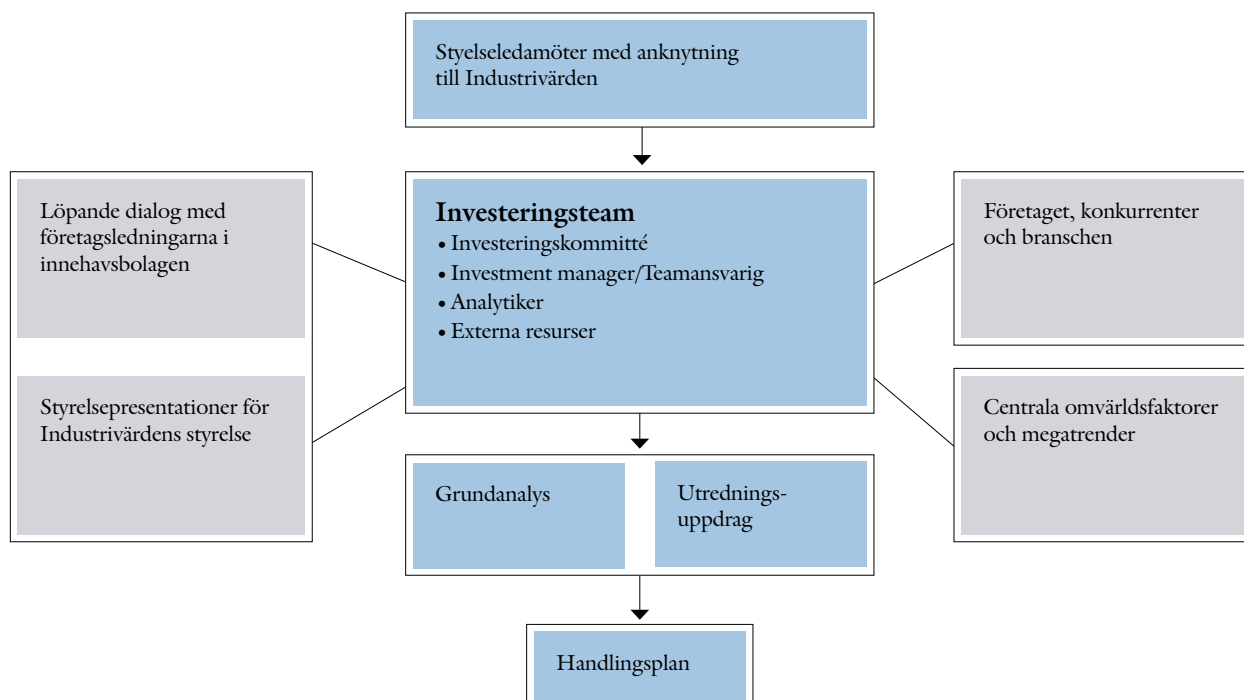 Styelseledamöter med anknytning
till Industrivärden
Löpande dialog med
företagsledningarna i
innehavsbolagen
Styrelsepresentationer för
Industrivärdens styrelse
Investeringsteam
• Investeringskommitté
• Investment manager/Teamansvarig
• Analytiker
• Externa resurser
Företaget, konkurrenter
och branschen
Centrala omvärldsfaktorer
och megatrender
Grundanalys
Utrednings-
uppdrag
Handlingsplan